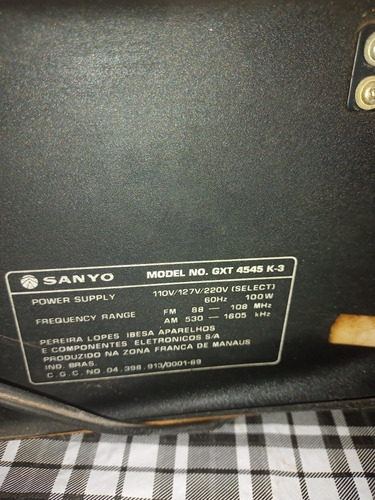 SANYO MODEL NO. GXT 4545 K-3
POWER SUPPLY 110V/127V/220V (SELECT)
60Hz 100W
FREQUENCY RANGE FM 88 — 108 MHz
AM 530 — 1605 kHz
PEREIRA LOPES IBESA APARELHOS
E COMPONENTES ELETRONICOS S/A
PRODUZIDO NA ZONA FRANCA DE MANAUS
IND. BRAS.
C.G.C. NO. 04.398.913/0001-69